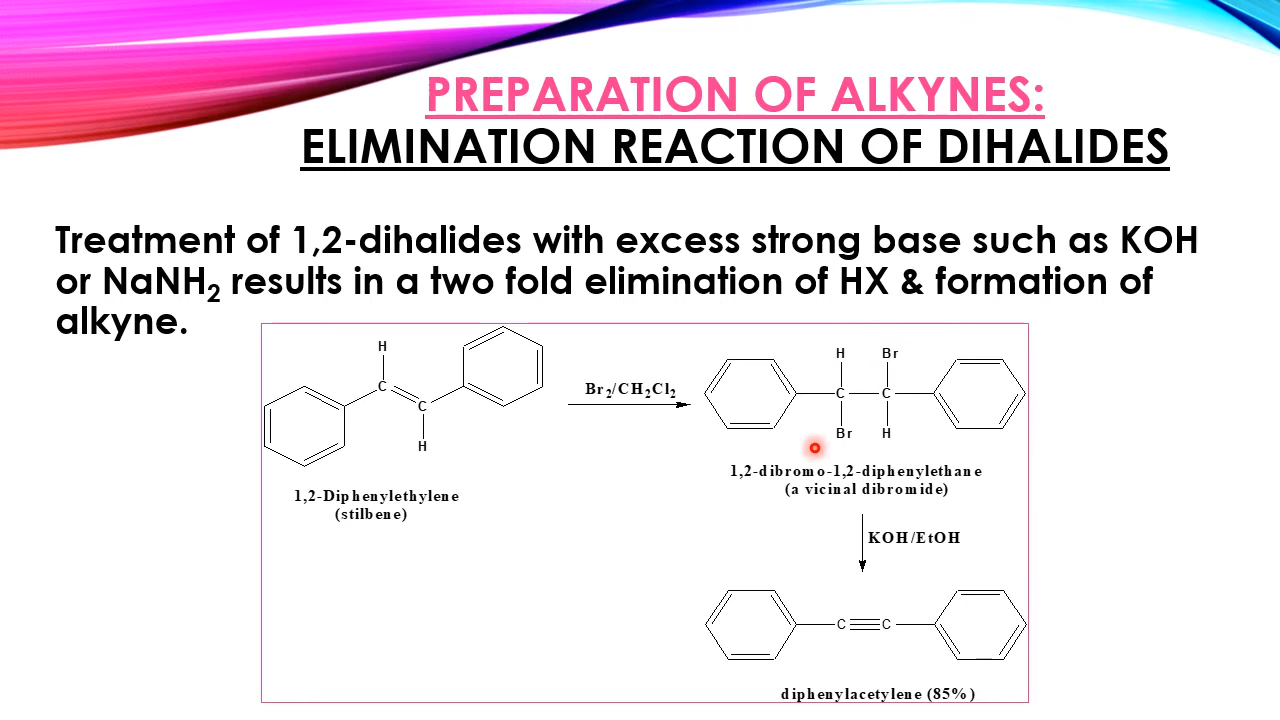 PREPARATION OF ALKYNES:
ELIMINATION REACTION OF DIHALIDES
Treatment of 1,2-dihalides with excess strong base such as KOH
or NaNH2 results in a two fold elimination of HX & formation of
alkyne.
H
C
C
H
1,2-Diphenylethylene
(stilbene)
Br2/CH2Cl2
H Br
C C
Br H
1,2-dibromo-1,2-diphenylethane
(a vicinal dibromide)
KOH/EtOH
C C
diphenylacetylene (85%)